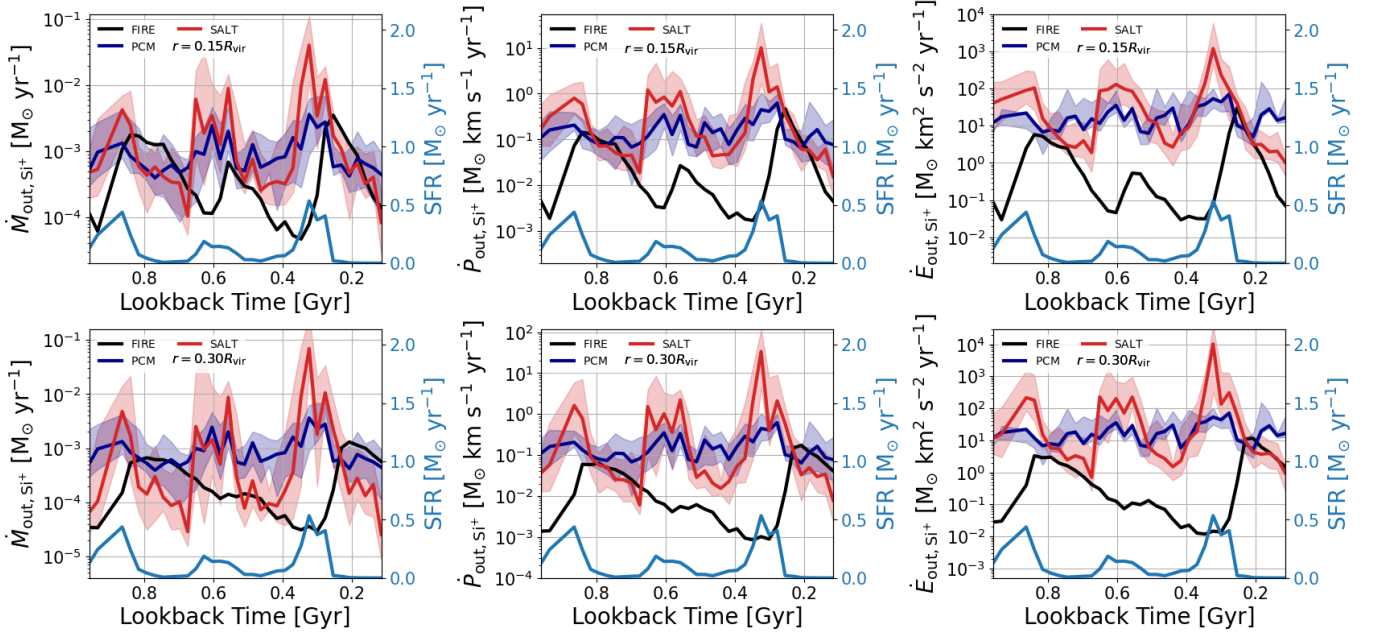 FIRE SALT
PCM r = 0.15R_vir
10⁻¹
10⁻²
10⁻³
10⁻⁴
Ṁ_out, Si⁺ [M_⊙ yr⁻¹]
0.8 0.6 0.4 0.2
Lookback Time [Gyr]
2.0
1.5
1.0
0.5
0.0
SFR [M_⊙ yr⁻¹]
FIRE SALT
PCM r = 0.15R_vir
10¹
10⁰
10⁻¹
10⁻²
10⁻³
Ṗ_out, Si⁺ [M_⊙ km s⁻¹ yr⁻¹]
0.8 0.6 0.4 0.2
Lookback Time [Gyr]
2.0
1.5
1.0
0.5
0.0
SFR [M_⊙ yr⁻¹]
FIRE SALT
PCM r = 0.15R_vir
10⁴
10³
10²
10¹
10⁰
10⁻¹
10⁻²
Ė_out, Si⁺ [M_⊙ km² s⁻² yr⁻¹]
0.8 0.6 0.4 0.2
Lookback Time [Gyr]
2.0
1.5
1.0
0.5
0.0
SFR [M_⊙ yr⁻¹]
FIRE SALT
PCM r = 0.30R_vir
10⁻¹
10⁻²
10⁻³
10⁻⁴
10⁻⁵
Ṁ_out, Si⁺ [M_⊙ yr⁻¹]
0.8 0.6 0.4 0.2
Lookback Time [Gyr]
2.0
1.5
1.0
0.5
0.0
SFR [M_⊙ yr⁻¹]
FIRE SALT
PCM r = 0.30R_vir
10²
10¹
10⁰
10⁻¹
10⁻²
10⁻³
10⁻⁴
Ṗ_out, Si⁺ [M_⊙ km s⁻¹ yr⁻¹]
0.8 0.6 0.4 0.2
Lookback Time [Gyr]
2.0
1.5
1.0
0.5
0.0
SFR [M_⊙ yr⁻¹]
FIRE SALT
PCM r = 0.30R_vir
10⁴
10³
10²
10¹
10⁰
10⁻¹
10⁻²
10⁻³
Ė_out, Si⁺ [M_⊙ km² s⁻² yr⁻¹]
0.8 0.6 0.4 0.2
Lookback Time [Gyr]
2.0
1.5
1.0
0.5
0.0
SFR [M_⊙ yr⁻¹]